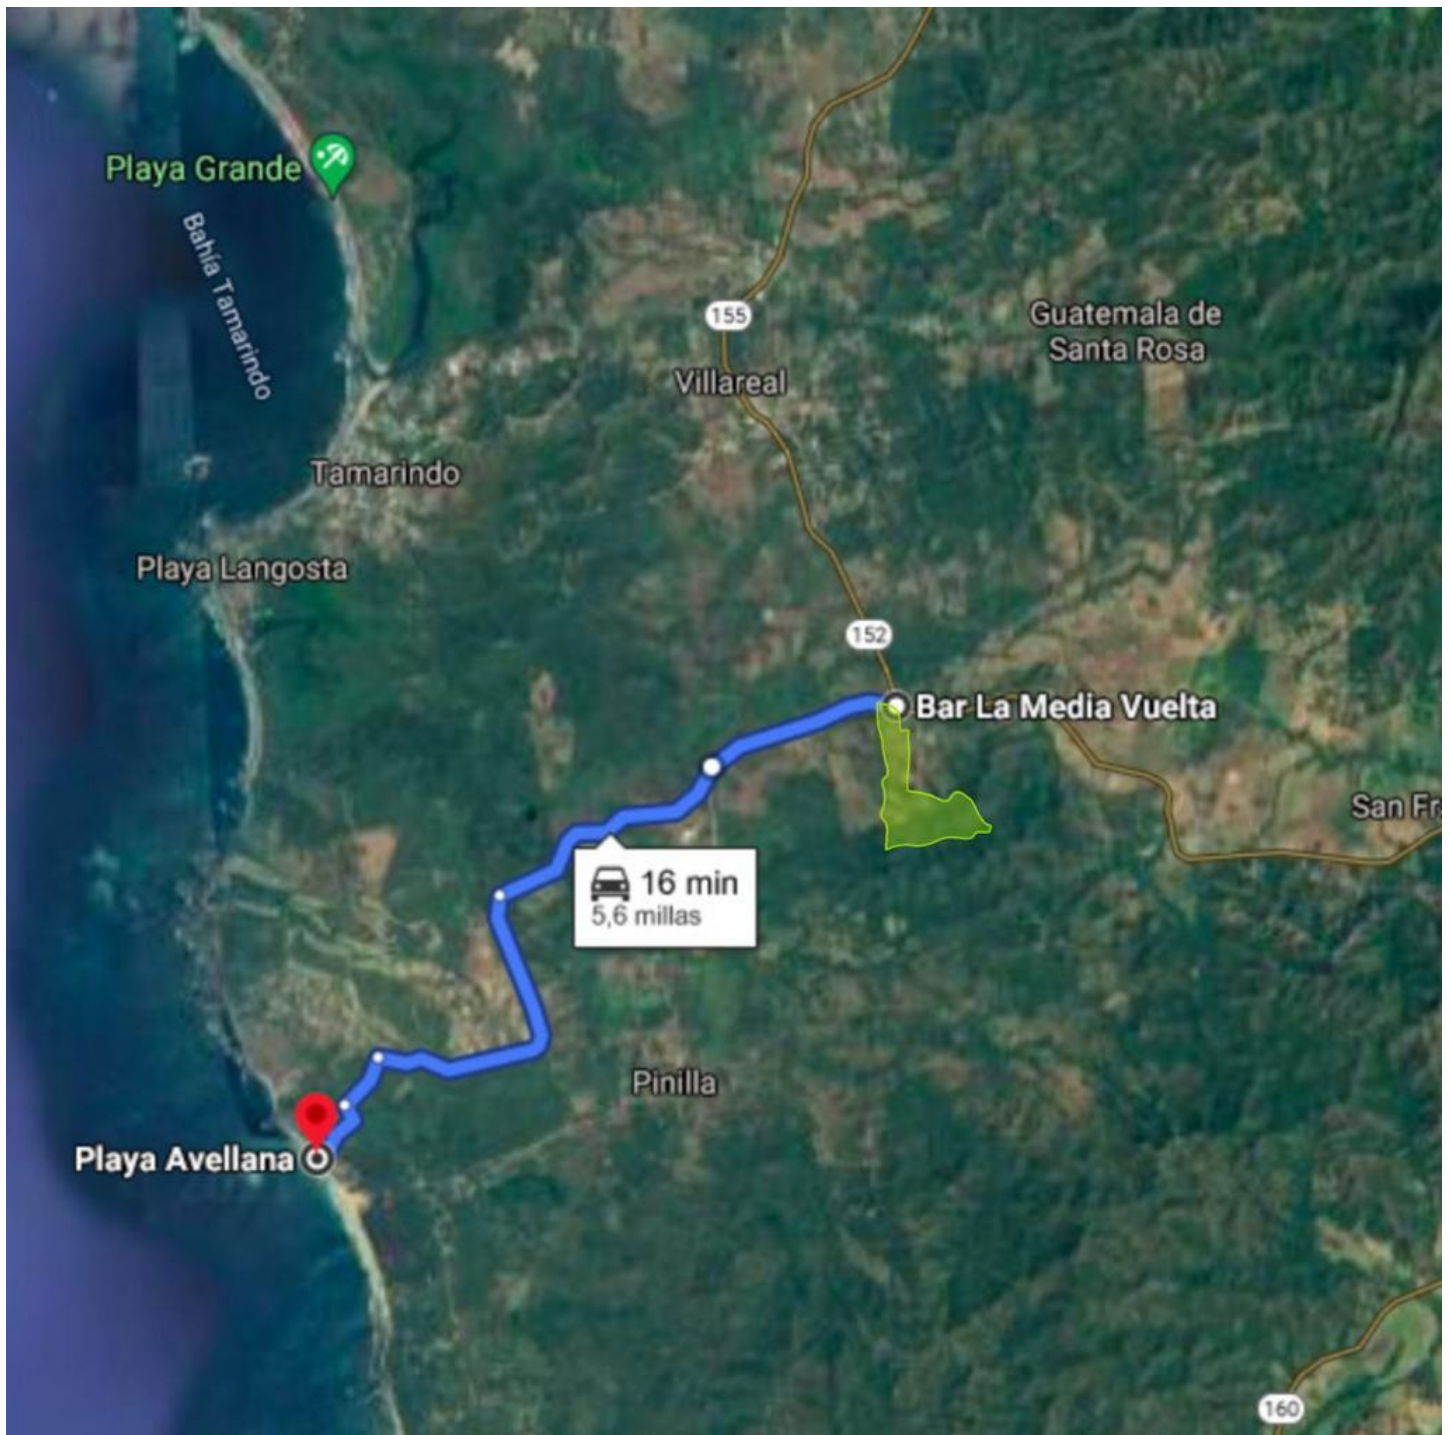 Playa Grande
Bahía Tamarindo
155
Guatemala de
Santa Rosa
Villareal
Tamarindo
Playa Langosta
152
Bar La Media Vuelta
San Fr
16 min
5,6 millas
Pinilla
Playa Avellana
160